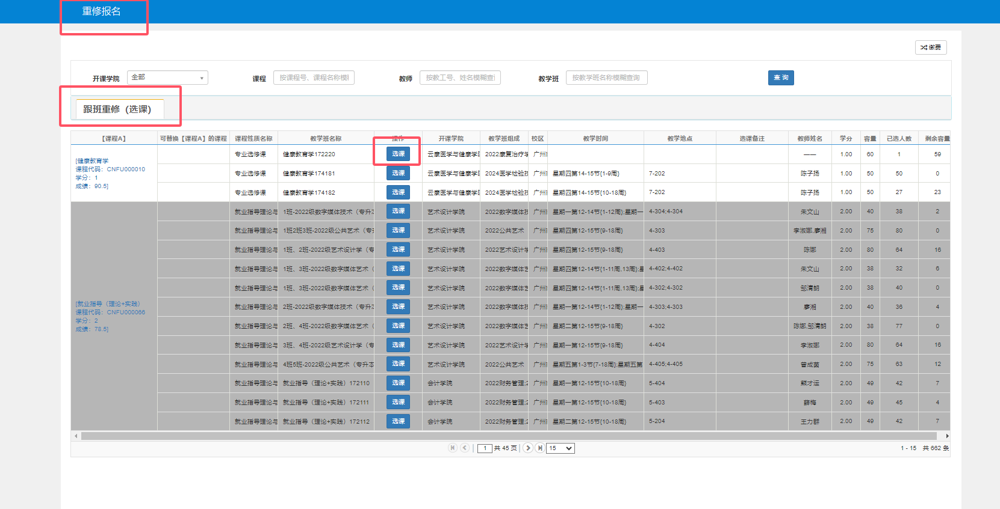 重修报名
缴费
开课学院 全部 课程 按课程号、课程名称模糊 教师 按教工号、姓名模糊查询 教学班 按教学班名称模糊查询 查 询
跟班重修（选课）
【课程A】 可替换【课程A】的课程 课程性质名称 教学班名称 操作 开课学院 教学班组成 校区 教学时间 教学地点 选课备注 教师姓名 学分 容量 已选人数 剩余容量
[健康教育学
课程代码：CNFU000010
学分：1
成绩：90.5]
专业选修课 健康教育学172220 选课 云康医学与健康学院 2022康复治疗学 广州 —— 1.00 60 1 59
专业选修课 健康教育学174181 选课 云康医学与健康学院 2024医学检验技 广州 星期四第14-15节{1-9周} 7-202 陈子扬 1.00 50 50 0
专业选修课 健康教育学174182 选课 云康医学与健康学院 2024医学检验技 广州 星期四第14-15节{10-18周} 7-202 陈子扬 1.00 50 27 23
[就业指导（理论+实践）
课程代码：CNFU000066
学分：2
成绩：78.5]
就业指导理论与 1班-2022级数字媒体技术（专升本 选课 艺术设计学院 2022数字媒体技 广州 星期一第12-14节{1-12周};星期一 4-304;4-304 朱文山 2.00 40 38 2
就业指导理论与 1班2班3班-2022级公共艺术（专升 选课 艺术设计学院 2022公共艺术 广州 星期四第12-15节{9-18周} 4-303 李淑娜,廖湘 2.00 75 80 0
就业指导理论与 1班、2班-2022级艺术设计学（专 选课 艺术设计学院 2022艺术设计学 广州 星期四第12-15节{9-18周} 4-403 陈娜 2.00 80 64 16
就业指导理论与 1班、3班-2022级数字媒体艺术（ 选课 艺术设计学院 2022数字媒体艺 广州 星期四第12-14节{1-11周,13周};星 4-402;4-402 朱文山 2.00 38 32 6
就业指导理论与 1班、3班-2022级数字媒体艺术（ 选课 艺术设计学院 2022数字媒体艺 广州 星期四第12-14节{1-11周,13周};星 4-302;4-302 邹清朗 2.00 38 40 0
就业指导理论与 2班-2022级数字媒体技术（专升本 选课 艺术设计学院 2022数字媒体技 广州 星期一第12-14节{1-12周};星期一 4-303;4-303 廖湘 2.00 40 36 4
就业指导理论与 2班、4班-2022级数字媒体艺术（ 选课 艺术设计学院 2022数字媒体艺 广州 星期二第12-15节{9-18周} 4-302 陈娜,邹清朗 2.00 38 77 0
就业指导理论与 3班、4班-2022级艺术设计学（专 选课 艺术设计学院 2022艺术设计学 广州 星期一第12-15节{9-18周} 4-404 李淑娜 2.00 80 64 16
就业指导理论与 4班5班-2022级公共艺术（专升本 选课 艺术设计学院 2022公共艺术 广州 星期五第1-3节{7-18周};星期五第 4-405;4-405 曾成茵 2.00 75 63 12
就业指导理论与 就业指导（理论+实践）172110 选课 会计学院 2022财务管理;2 广州 星期一第12-15节{10-18周} 5-404 熊才运 2.00 49 42 7
就业指导理论与 就业指导（理论+实践）172111 选课 会计学院 2022财务管理;2 广州 星期一第12-15节{10-18周} 5-403 薛梅 2.00 49 45 4
就业指导理论与 就业指导（理论+实践）172112 选课 会计学院 2022财务管理;2 广州 星期二第12-15节{10-18周} 5-204 王力群 2.00 49 42 7
1 共 45 页 15 1 - 15 共 662 条